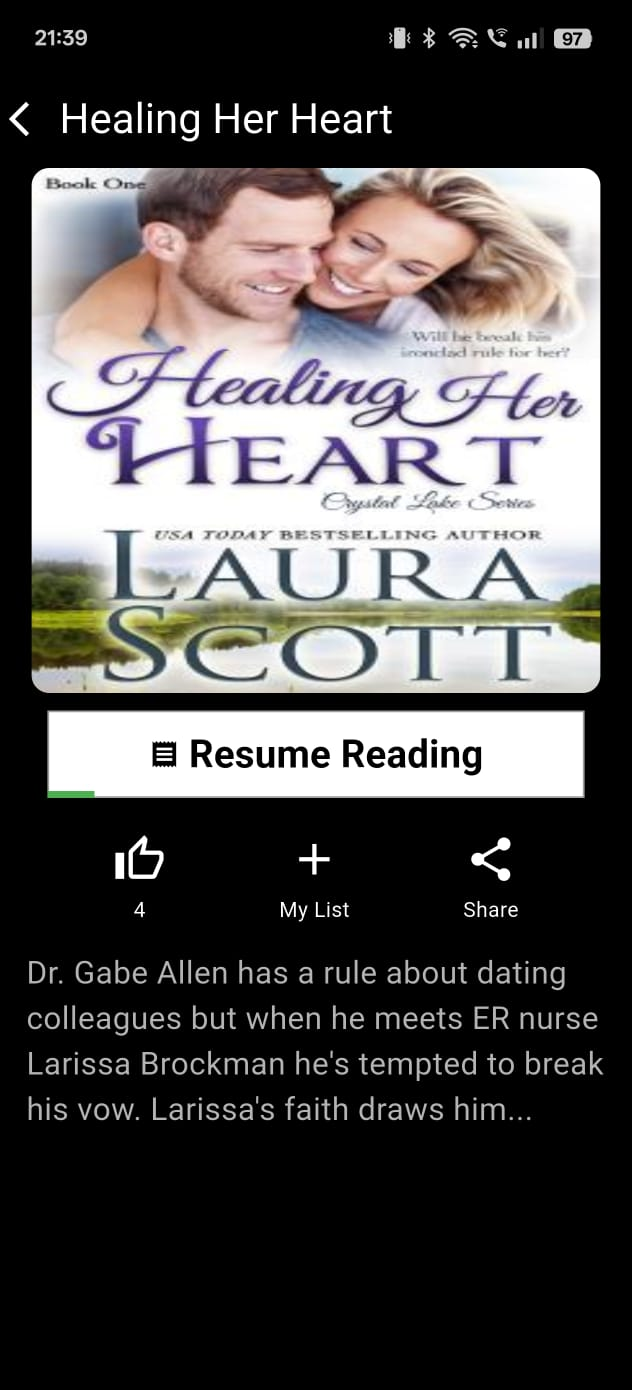 21:39
97
Healing Her Heart
Book One
Will he break his
ironclad rule for her?
Healing Her
HEART
Crystal Lake Series
USA TODAY BESTSELLING AUTHOR
LAURA
SCOTT
Resume Reading
4
My List
Share
Dr. Gabe Allen has a rule about dating
colleagues but when he meets ER nurse
Larissa Brockman he's tempted to break
his vow. Larissa's faith draws him...